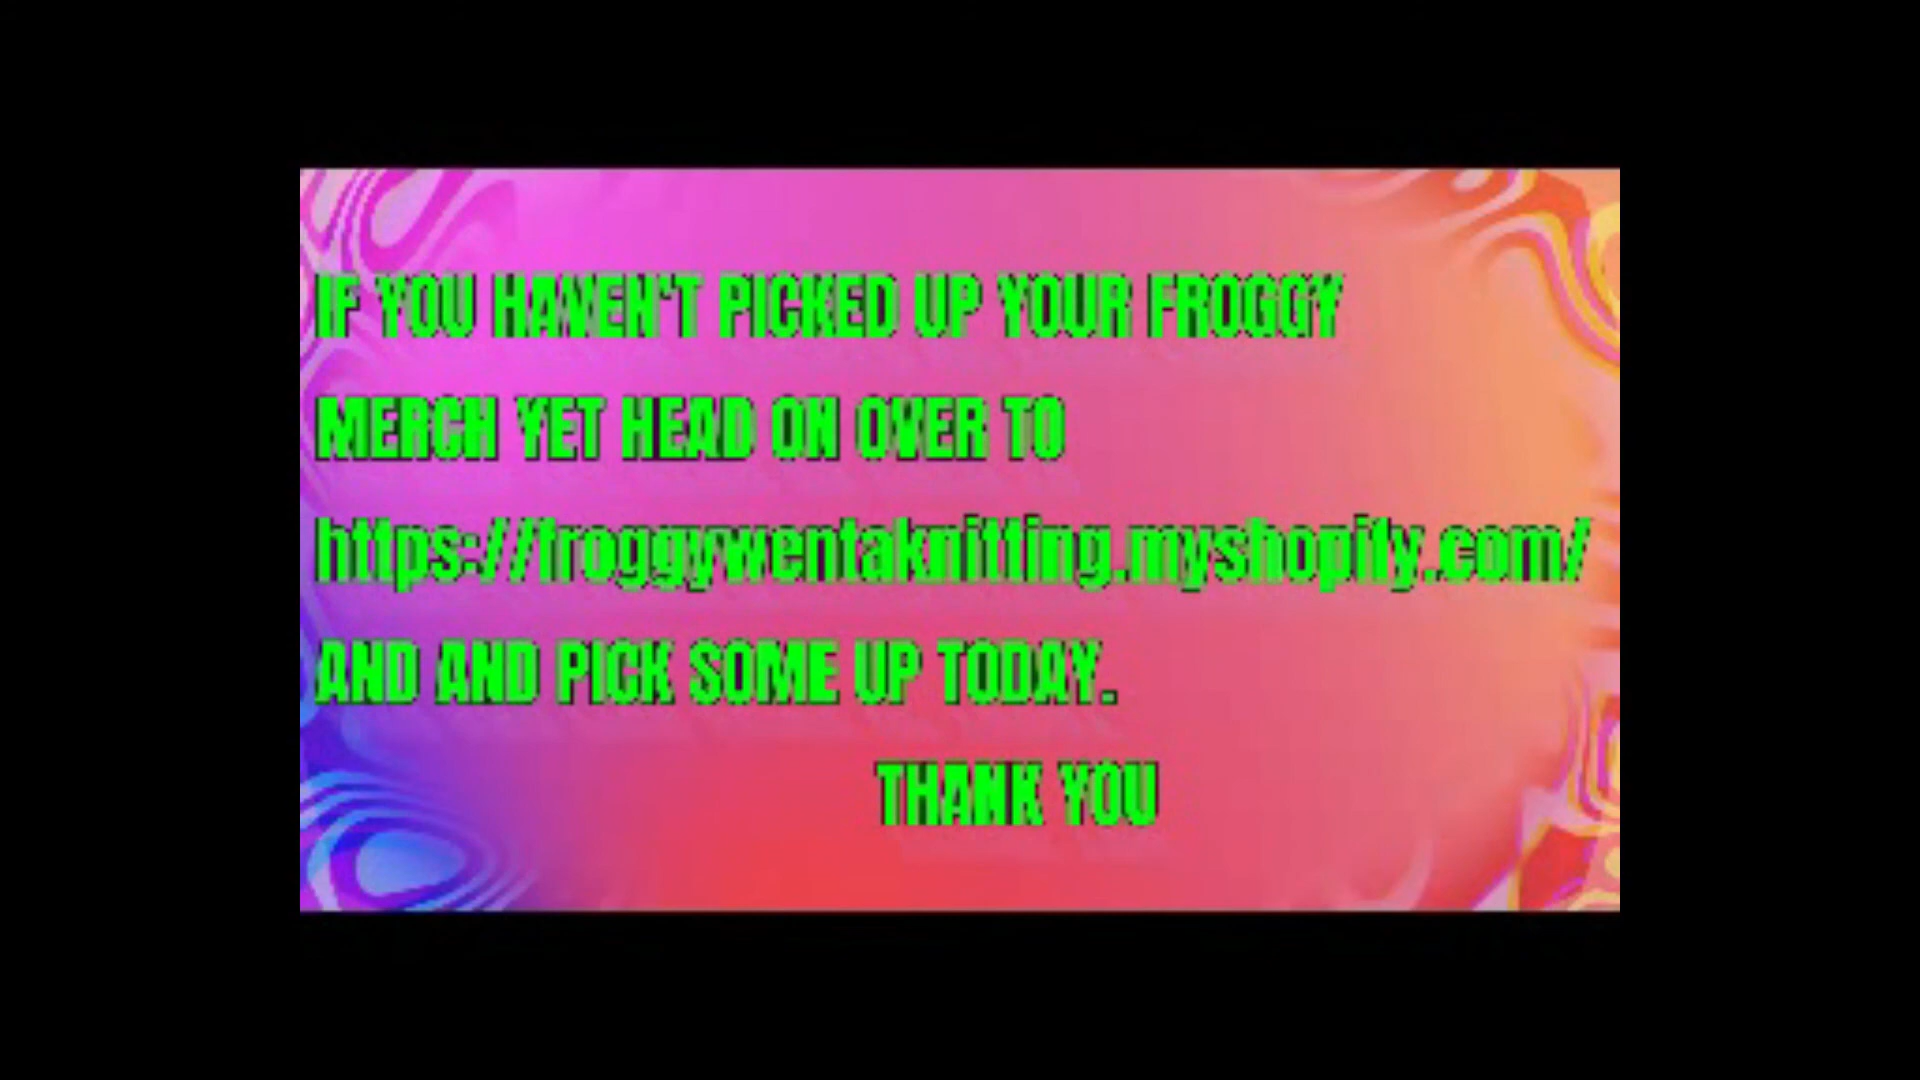 IF YOU HAVEN'T PICKED UP YOUR FROGGY
MERCH YET HEAD ON OVER TO
https://froggywentaknitting.myshopify.com/
AND AND PICK SOME UP TODAY.
THANK YOU